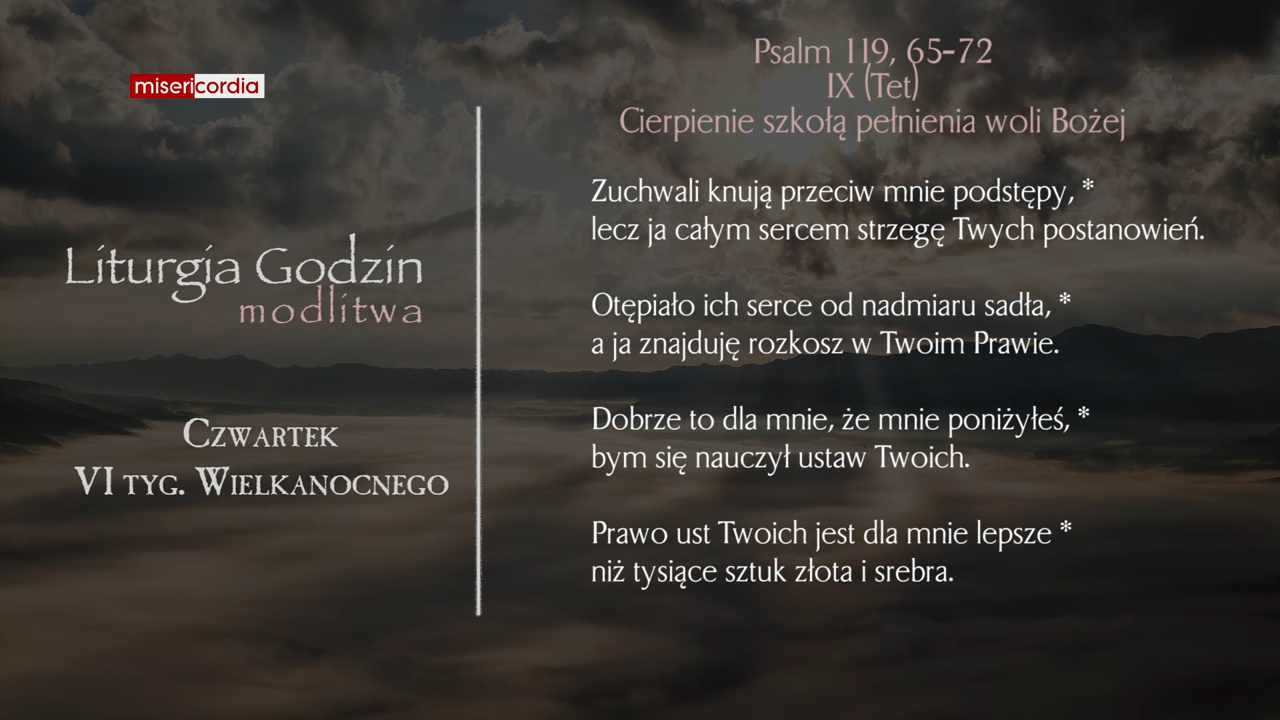 misericordia
Liturgia Godzin
modlitwa
Czwartek
VI tyg. Wielkanocnego
Psalm 119, 65-72
IX (Tet)
Cierpienie szkołą pełnienia woli Bożej
Zuchwali knują przeciw mnie podstępy, *
lecz ja całym sercem strzegę Twych postanowień.
Otępiało ich serce od nadmiaru sadła, *
a ja znajduję rozkosz w Twoim Prawie.
Dobrze to dla mnie, że mnie poniżyłeś, *
bym się nauczył ustaw Twoich.
Prawo ust Twoich jest dla mnie lepsze *
niż tysiące sztuk złota i srebra.